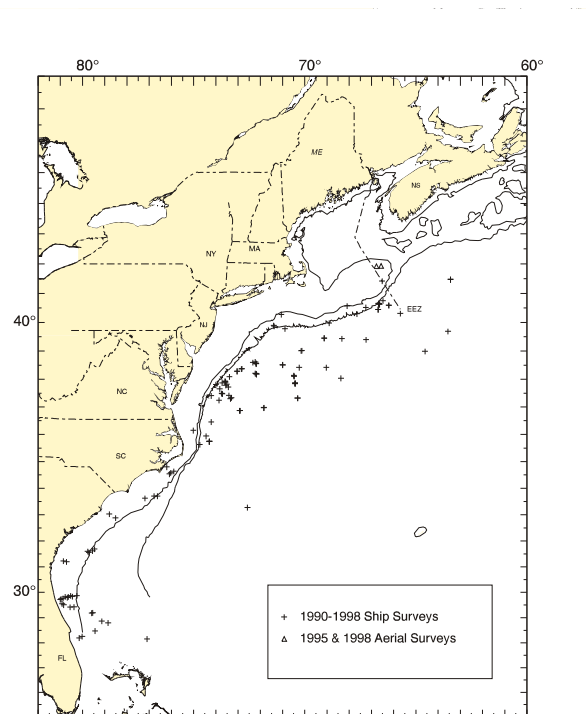 80° 70° 60°
ME
NS
NY MA
EEZ
40°
NJ
NC
SC
30°
1990-1998 Ship Surveys
1995 & 1998 Aerial Surveys
FL